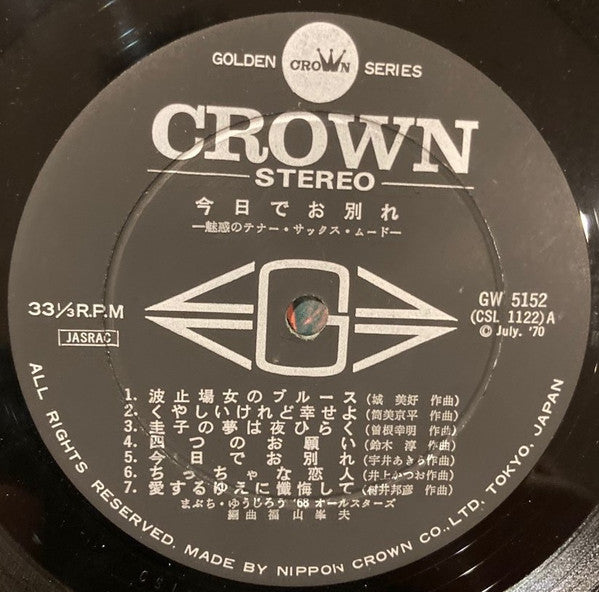 GOLDEN CROWN SERIES
CROWN
STEREO
今日でお別れ
―魅惑のテナー・サックス・ムード―
33⅓R.P.M
JASRAC
GW 5152
(CSL 1122)A
© July. '70
1. 波止場女のブルース(城 美好 作曲)
2. くやしいけれど幸せよ(筒美京平 作曲)
3. 圭子の夢は夜ひらく(曽根幸明 作曲)
4. 四つのお願い(鈴木 淳 作曲)
5. 今日でお別れ(宇井あきら作曲)
6. ちっちゃな恋人(井上かつお 作曲)
7. 愛するゆえに懺悔して(村井邦彦 作曲)
まぶち・ゆうじろう '68 オールスターズ
編曲 福山峯夫
ALL RIGHTS RESERVED. MADE BY NIPPON CROWN CO.,LTD. TOKYO, JAPAN